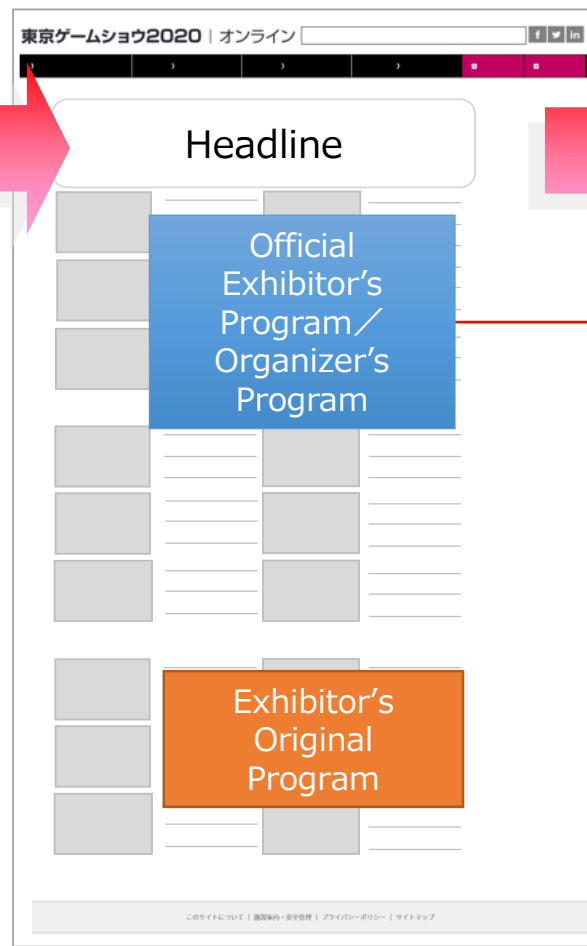 東京ゲームショウ2020 | オンライン
f in
Headline
Official
Exhibitor’s
Program／
Organizer’s
Program
Exhibitor’s
Original
Program
このサイトについて | 施設案内・安全管理 | プライバシーポリシー | サイトマップ